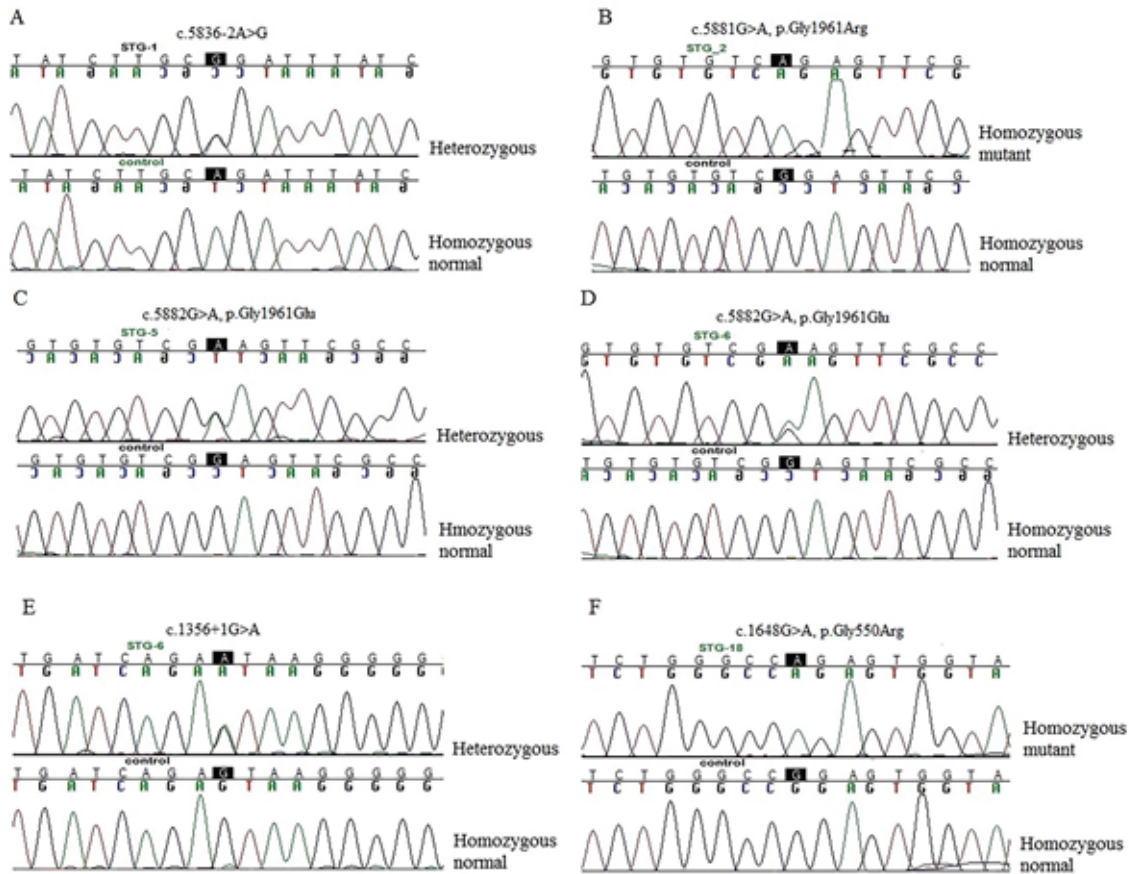 A
c.5836-2A>G
STG-1
T A T C T T G C G G A T T T A T C
A T A G A A C G C C T A A A T A G
Heterozygous
control
T A T C T T G C A G A T T T A T C
A T A G A A C G T C T A A A T A G
Homozygous
normal
B
c.5881G>A, p.Gly1961Arg
STG_2
G T G T G T C A G A G T T C G
G T G T G T C A G A G T T C G
Homozygous
mutant
control
T G T G T G T C G G A G T T C G
Homozygous
normal
C
c.5882G>A, p.Gly1961Glu
STG-5
G T G T G T C G A A G T T C G C C
C A C A C A G C T T C A A G C G G
Heterozygous
control
G T G T G T C G G A G T T C G C C
C A C A C A G C C T C A A G C G G
Hmozygous
normal
D
c.5882G>A, p.Gly1961Glu
STG-6
G T G T G T C G A A G T T C G C C
G T G T G T C G A A G T T C G C C
Heterozygous
control
T G T G T G T C G G A G T T C G C C
A C A C A C A G C C T C A A G C G G
Homozygous
normal
E
c.1356+1G>A
STG-6
T G A T C A G A A T A A G G G G G
T G A T C A G A A T A A G G G G G
Heterozygous
control
T G A T C A G A G T A A G G G G G
T G A T C A G A G T A A G G G G G
Homozygous
normal
F
c.1648G>A, p.Gly550Arg
STG-18
T C T G G G C C A G A G T G G T A
T C T G G G C C A G A G T G G T A
Homozygous
mutant
control
T C T G G G C C G G A G T G G T A
T C T G G G C C G G A G T G G T A
Homozygous
normal